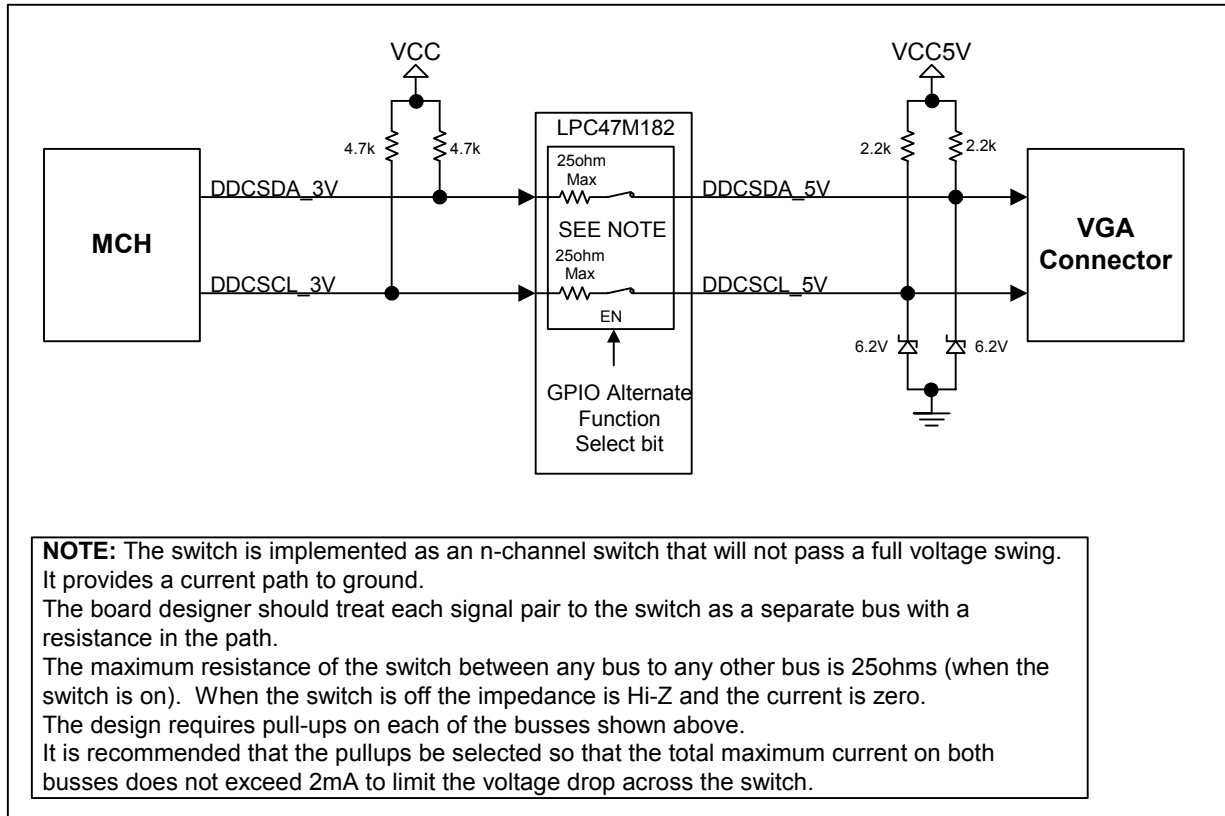 VCC
VCC5V
LPC47M182
4.7k
4.7k
25ohm
Max
2.2k
2.2k
DDCSDA_3V
DDCSDA_5V
MCH
SEE NOTE
VGA
Connector
25ohm
Max
DDCSCL_3V
DDCSCL_5V
EN
6.2V
6.2V
GPIO Alternate
Function
Select bit
NOTE: The switch is implemented as an n-channel switch that will not pass a full voltage swing.
It provides a current path to ground.
The board designer should treat each signal pair to the switch as a separate bus with a
resistance in the path.
The maximum resistance of the switch between any bus to any other bus is 25ohms (when the
switch is on). When the switch is off the impedance is Hi-Z and the current is zero.
The design requires pull-ups on each of the busses shown above.
It is recommended that the pullups be selected so that the total maximum current on both
busses does not exceed 2mA to limit the voltage drop across the switch.